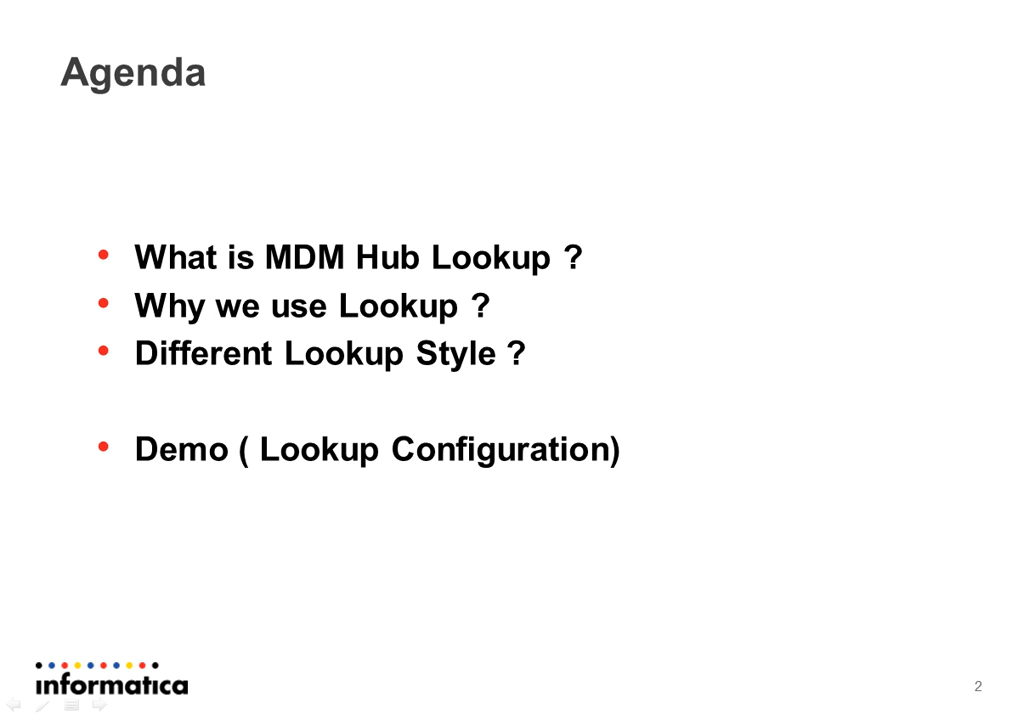 Agenda
• What is MDM Hub Lookup ?
• Why we use Lookup ?
• Different Lookup Style ?
• Demo ( Lookup Configuration)
informatica
2